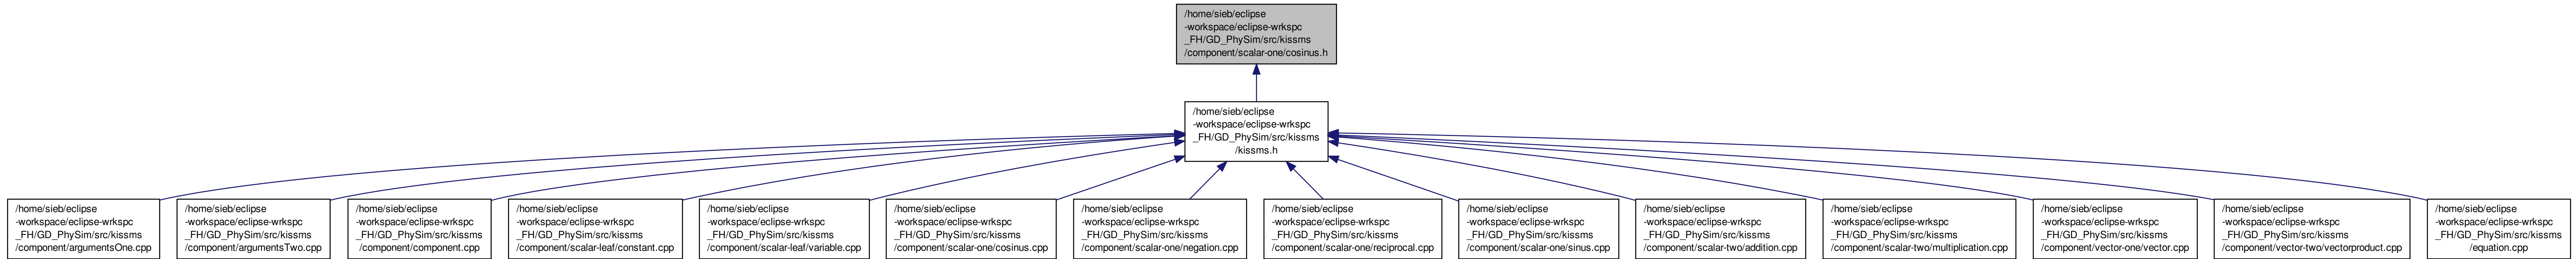 /home/sieb/eclipse
-workspace/eclipse-wrkspc
_FH/GD_PhySim/src/kissms
/component/scalar-one/cosinus.h
/home/sieb/eclipse
-workspace/eclipse-wrkspc
_FH/GD_PhySim/src/kissms
/kissms.h
/home/sieb/eclipse
-workspace/eclipse-wrkspc
_FH/GD_PhySim/src/kissms
/component/argumentsOne.cpp
/home/sieb/eclipse
-workspace/eclipse-wrkspc
_FH/GD_PhySim/src/kissms
/component/argumentsTwo.cpp
/home/sieb/eclipse
-workspace/eclipse-wrkspc
_FH/GD_PhySim/src/kissms
/component/component.cpp
/home/sieb/eclipse
-workspace/eclipse-wrkspc
_FH/GD_PhySim/src/kissms
/component/scalar-leaf/constant.cpp
/home/sieb/eclipse
-workspace/eclipse-wrkspc
_FH/GD_PhySim/src/kissms
/component/scalar-leaf/variable.cpp
/home/sieb/eclipse
-workspace/eclipse-wrkspc
_FH/GD_PhySim/src/kissms
/component/scalar-one/cosinus.cpp
/home/sieb/eclipse
-workspace/eclipse-wrkspc
_FH/GD_PhySim/src/kissms
/component/scalar-one/negation.cpp
/home/sieb/eclipse
-workspace/eclipse-wrkspc
_FH/GD_PhySim/src/kissms
/component/scalar-one/reciprocal.cpp
/home/sieb/eclipse
-workspace/eclipse-wrkspc
_FH/GD_PhySim/src/kissms
/component/scalar-one/sinus.cpp
/home/sieb/eclipse
-workspace/eclipse-wrkspc
_FH/GD_PhySim/src/kissms
/component/scalar-two/addition.cpp
/home/sieb/eclipse
-workspace/eclipse-wrkspc
_FH/GD_PhySim/src/kissms
/component/scalar-two/multiplication.cpp
/home/sieb/eclipse
-workspace/eclipse-wrkspc
_FH/GD_PhySim/src/kissms
/component/vector-one/vector.cpp
/home/sieb/eclipse
-workspace/eclipse-wrkspc
_FH/GD_PhySim/src/kissms
/component/vector-two/vectorproduct.cpp
/home/sieb/eclipse
-workspace/eclipse-wrkspc
_FH/GD_PhySim/src/kissms
/equation.cpp